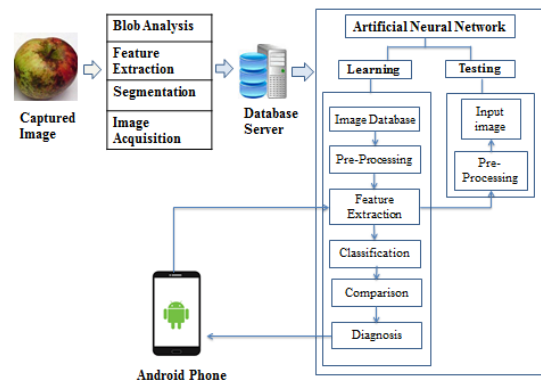 Captured
Image
Blob Analysis
Feature
Extraction
Segmentation
Image
Acquisition
Database
Server
Artificial Neural Network
Learning
Testing
Image Database
Pre-Processing
Feature
Extraction
Classification
Comparison
Diagnosis
Input
image
Pre-
Processing
Android Phone